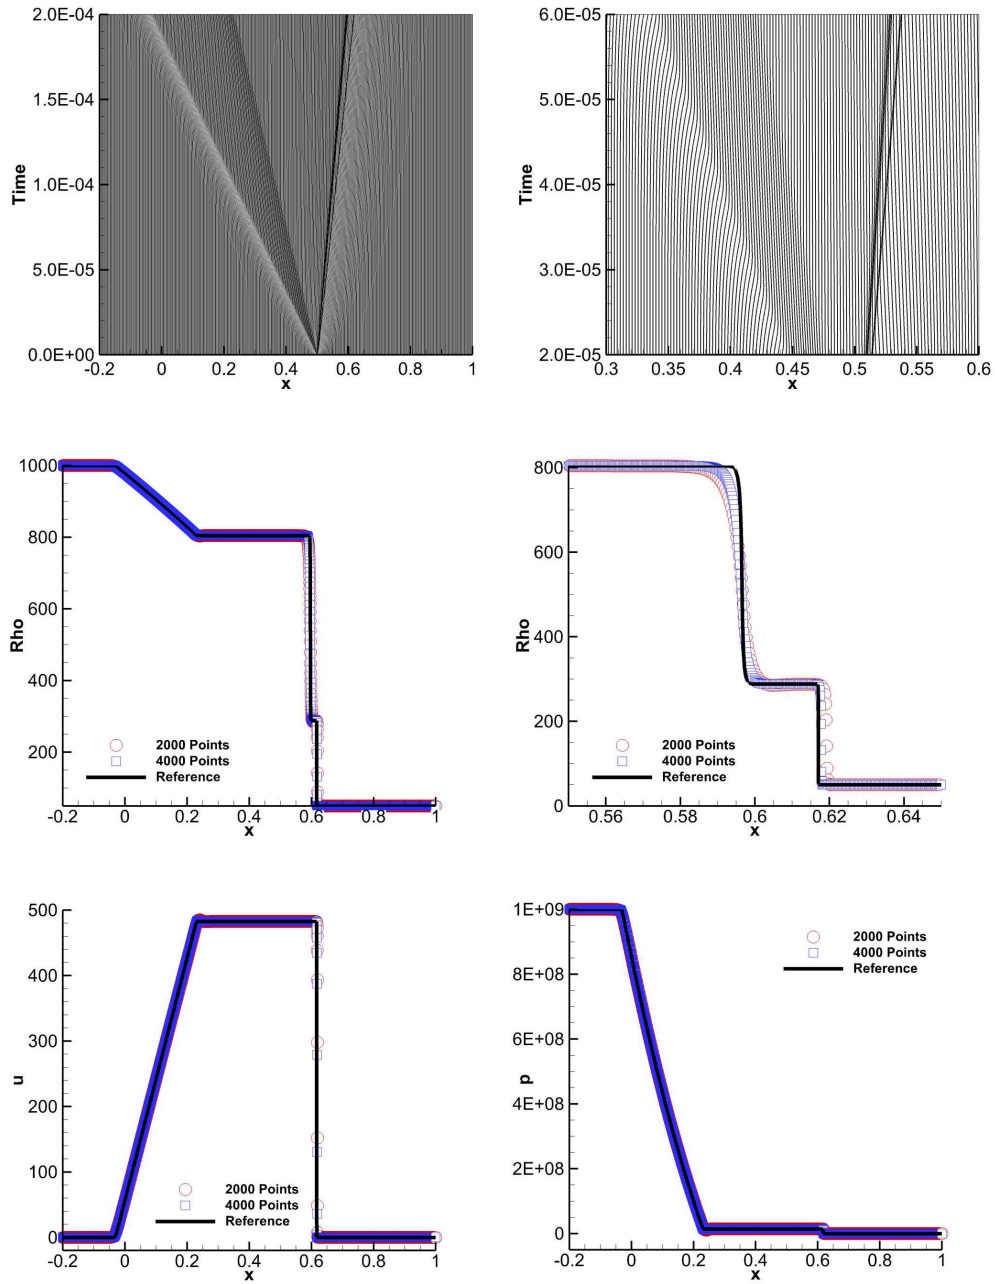 2.0E-04
1.5E-04
1.0E-04
5.0E-05
0.0E+00
Time
-0.2 0 0.2 0.4 0.6 0.8 1
x
6.0E-05
5.0E-05
4.0E-05
3.0E-05
2.0E-05
Time
0.3 0.35 0.4 0.45 0.5 0.55 0.6
x
1000
800
600
400
200
Rho
2000 Points
4000 Points
Reference
-0.2 0 0.2 0.4 0.6 0.8 1
x
800
600
400
200
0
Rho
2000 Points
4000 Points
Reference
0.56 0.58 0.6 0.62 0.64
x
500
400
300
200
100
0
u
2000 Points
4000 Points
Reference
-0.2 0 0.2 0.4 0.6 0.8 1
x
1E+09
8E+08
6E+08
4E+08
2E+08
0
p
2000 Points
4000 Points
Reference
-0.2 0 0.2 0.4 0.6 0.8 1
x